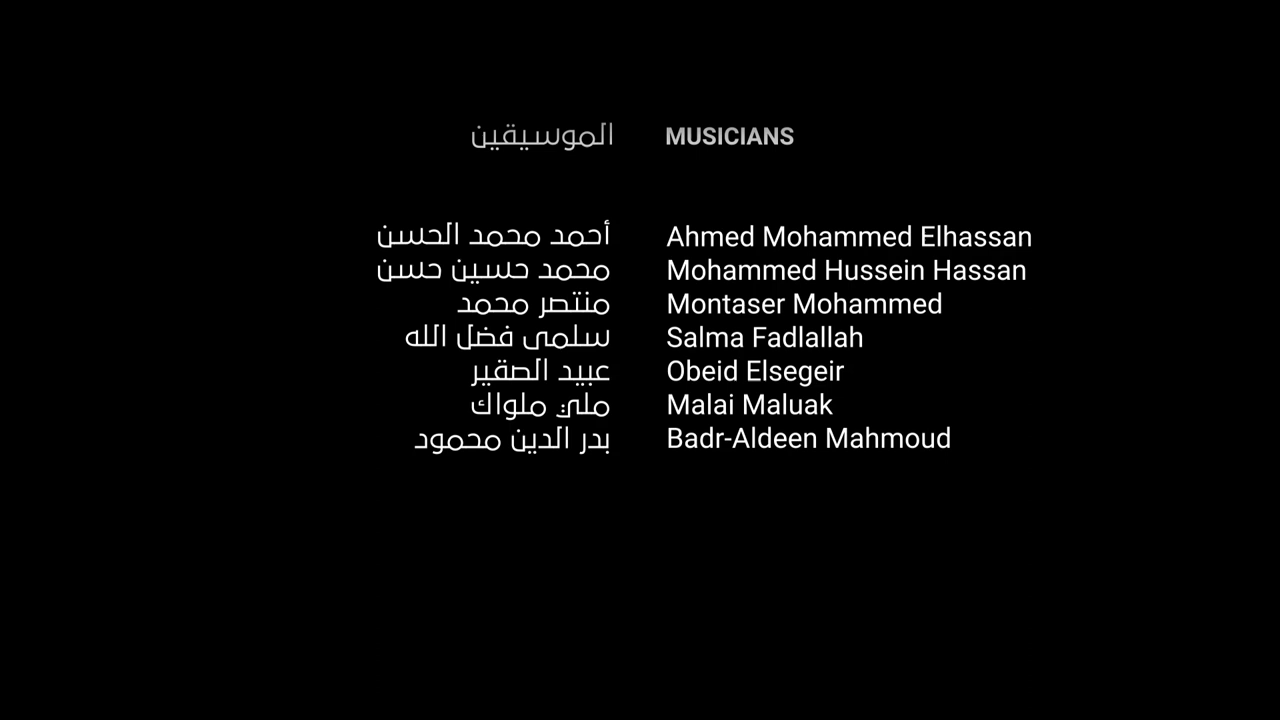 الموسيقين MUSICIANS
أحمد محمد الحسن Ahmed Mohammed Elhassan
محمد حسين حسن Mohammed Hussein Hassan
منتصر محمد Montaser Mohammed
سلمى فضل الله Salma Fadlallah
عبيد الصقير Obeid Elsegeir
ملي ملواك Malai Maluak
بدر الدين محمود Badr-Aldeen Mahmoud